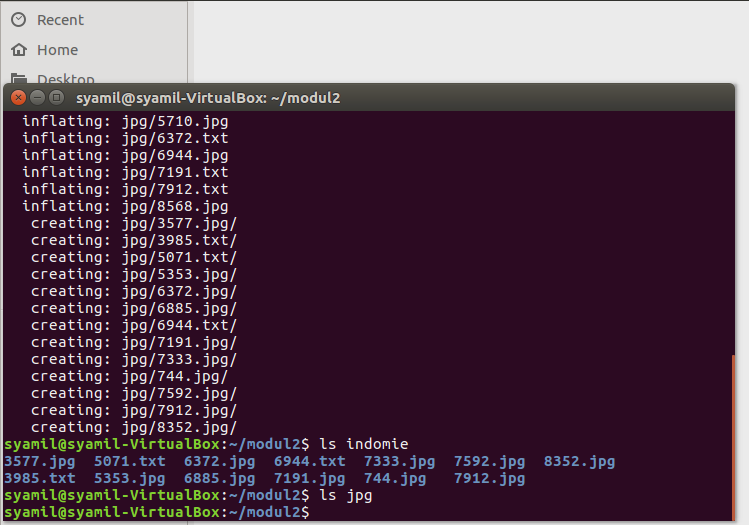 Recent
Home
Desktop
syamil@syamil-VirtualBox: ~/modul2
inflating: jpg/5710.jpg
inflating: jpg/6372.txt
inflating: jpg/6944.jpg
inflating: jpg/7191.txt
inflating: jpg/7912.txt
inflating: jpg/8568.jpg
creating: jpg/3577.jpg/
creating: jpg/3985.txt/
creating: jpg/5071.txt/
creating: jpg/5353.jpg/
creating: jpg/6372.jpg/
creating: jpg/6885.jpg/
creating: jpg/6944.txt/
creating: jpg/7191.jpg/
creating: jpg/7333.jpg/
creating: jpg/744.jpg/
creating: jpg/7592.jpg/
creating: jpg/7912.jpg/
creating: jpg/8352.jpg/
syamil@syamil-VirtualBox:~/modul2$ ls indomie
3577.jpg 5071.txt 6372.jpg 6944.txt 7333.jpg 7592.jpg 8352.jpg
3985.txt 5353.jpg 6885.jpg 7191.jpg 744.jpg 7912.jpg
syamil@syamil-VirtualBox:~/modul2$ ls jpg
syamil@syamil-VirtualBox:~/modul2$